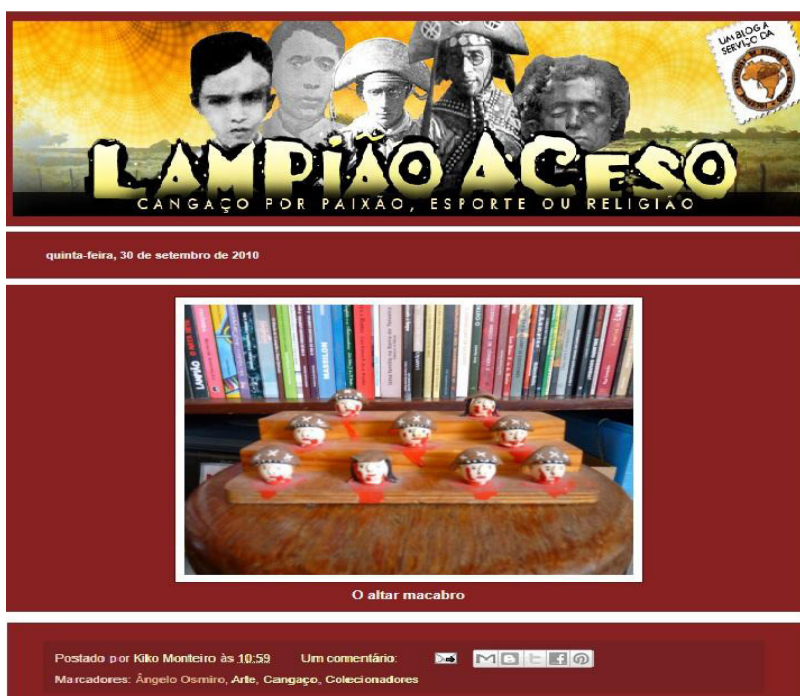 UM BLOG A
SERVIÇO DA
LAMPIÃO ACESO
CANGAÇO POR PAIXÃO, ESPORTE OU RELIGIÃO
quinta-feira, 30 de setembro de 2010
LAMPIÃO
MASSILON
O altar macabro
Postado por Kiko Monteiro às 10:59 Um comentário:
Marcadores: Ângelo Osmiro, Arte, Cangaço, Colecionadores